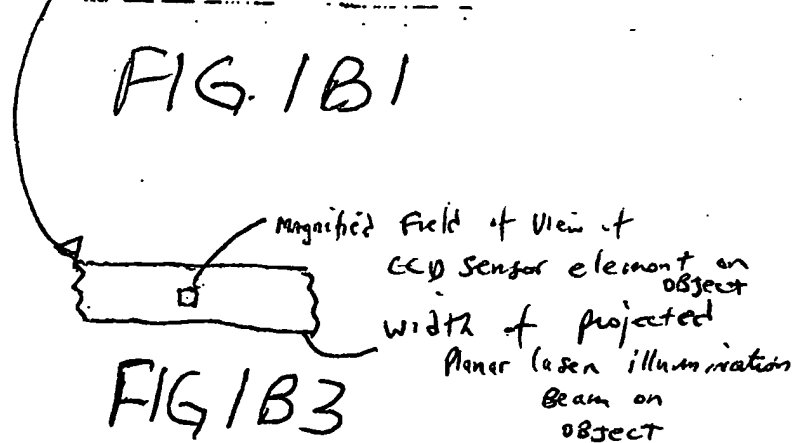 FIG. 1B1
Magnified Field of View of
CCD Sensor element on
OBJECT
width of projected
Planar laser illumination
Beam on
OBJECT
FIG 1B3